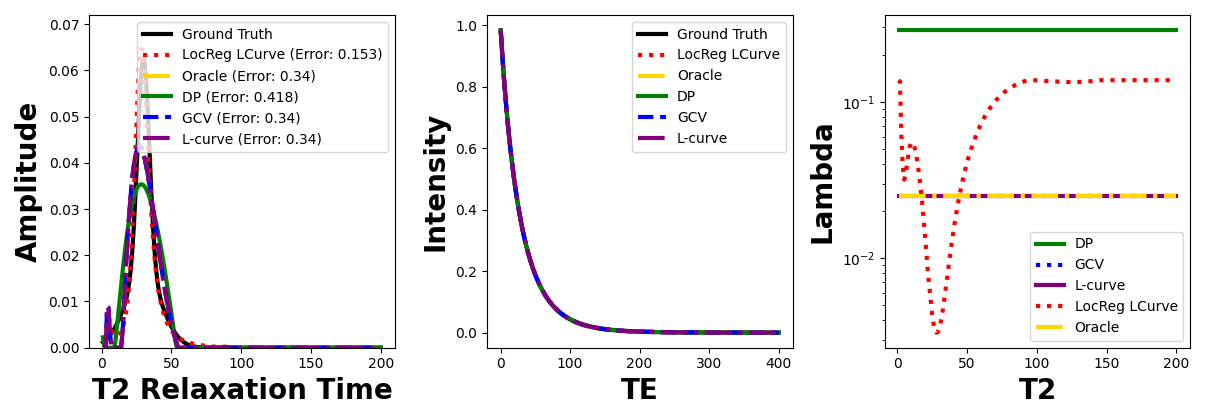 0.07
0.06
0.05
0.04
0.03
0.02
0.01
0.00
Amplitude
0
50
100
150
200
T2 Relaxation Time
Ground Truth
LocReg LCurve (Error: 0.153)
Oracle (Error: 0.34)
DP (Error: 0.418)
GCV (Error: 0.34)
L-curve (Error: 0.34)
1.0
0.8
0.6
0.4
0.2
0.0
Intensity
0
100
200
300
400
TE
Ground Truth
LocReg LCurve
Oracle
DP
GCV
L-curve
10⁻¹
10⁻²
Lambda
0
50
100
150
200
T2
DP
GCV
L-curve
LocReg LCurve
Oracle